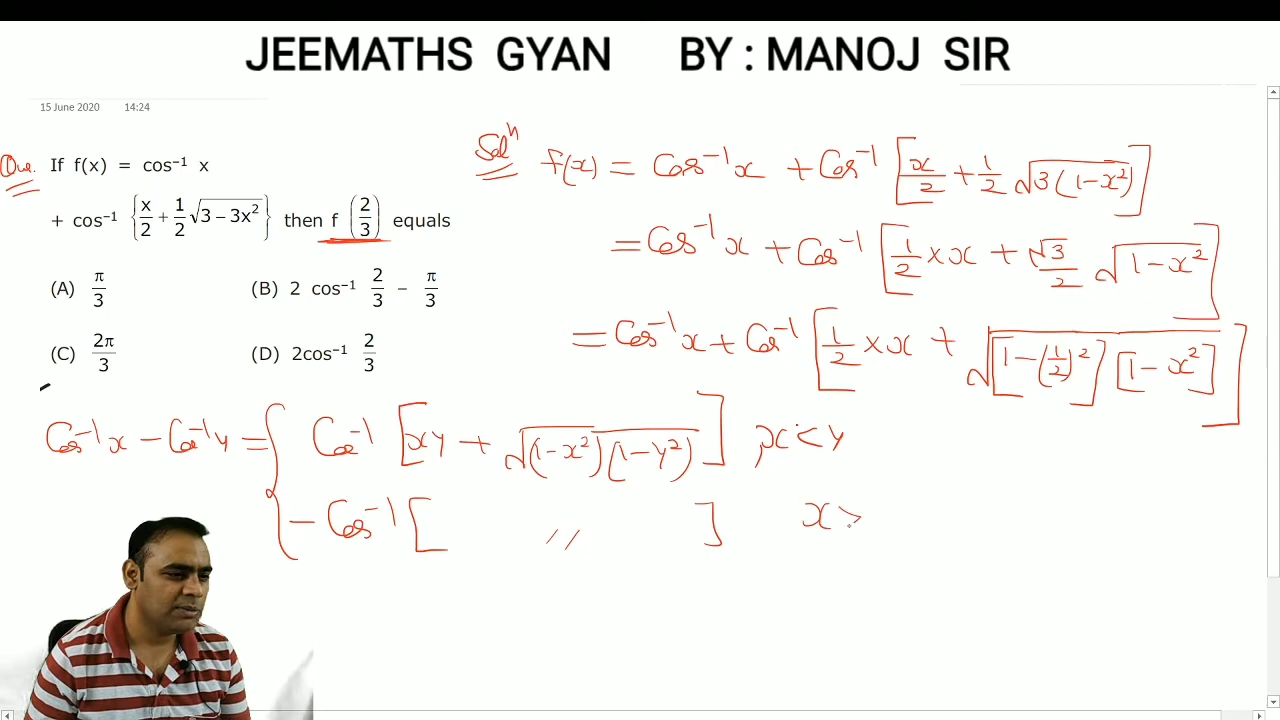 JEEMATHS GYAN BY : MANOJ SIR
15 June 2020 14:24
Que. If f(x) = cos⁻¹ x
+ cos⁻¹ {x/2 + 1/2 √(3 − 3x²)} then f (2/3) equals
(A) π/3 (B) 2 cos⁻¹ 2/3 − π/3
(C) 2π/3 (D) 2cos⁻¹ 2/3
Solⁿ f(x) = Cos⁻¹x + Cos⁻¹ [x/2 + 1/2 √(3(1−x²))]
= Cos⁻¹x + Cos⁻¹ [1/2 × x + √3/2 √(1−x²)]
= Cos⁻¹x + Cos⁻¹ [1/2 × x + √([1−(1/2)²][1−x²])]
Cos⁻¹x − Cos⁻¹y = { Cos⁻¹ [xy + √((1−x²)(1−y²))] , x < y
− Cos⁻¹ [〃] x >